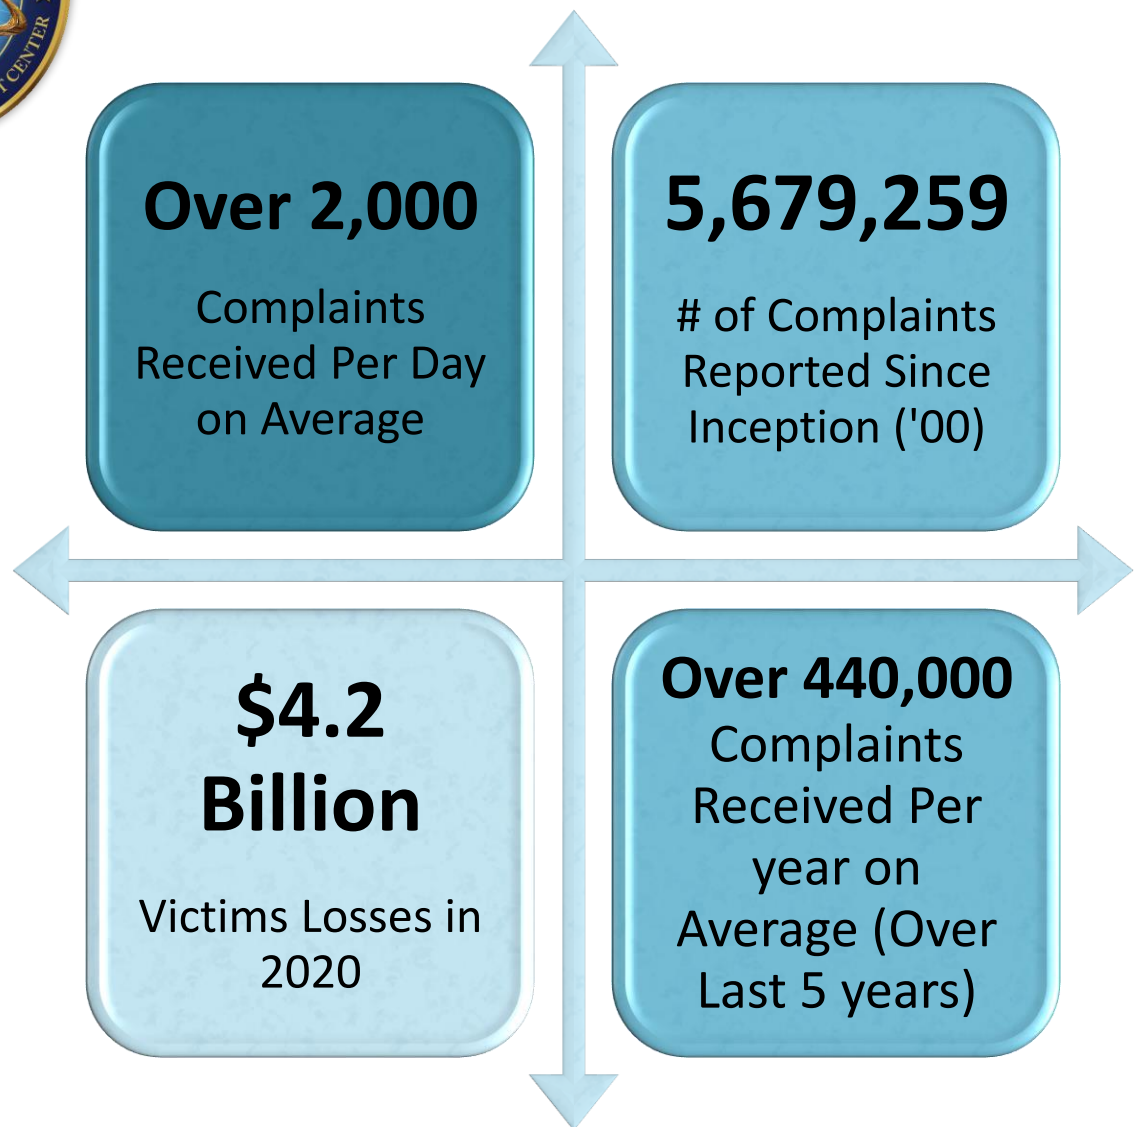 T CENTER
Over 2,000
Complaints
Received Per Day
on Average
5,679,259
# of Complaints
Reported Since
Inception ('00)
$4.2
Billion
Victims Losses in
2020
Over 440,000
Complaints
Received Per
year on
Average (Over
Last 5 years)